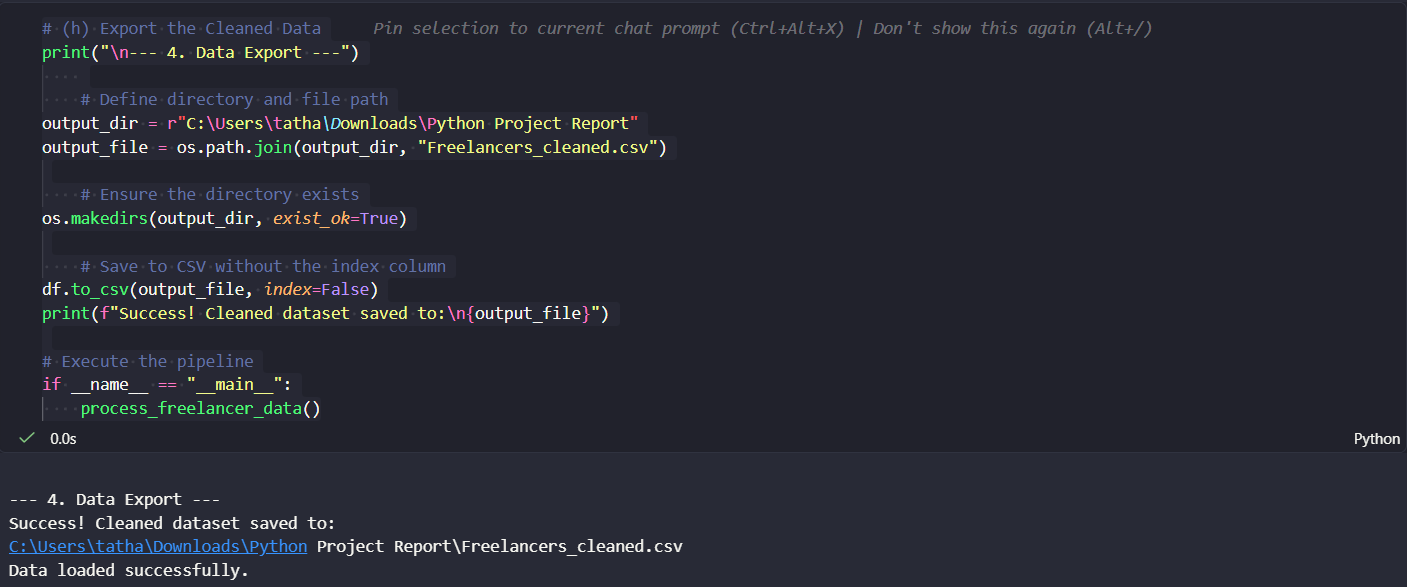 # (h) Export the Cleaned Data Pin selection to current chat prompt (Ctrl+Alt+X) | Don't show this again (Alt+/)
print("\n--- 4. Data Export ---")
# Define directory and file path
output_dir = r"C:\Users\tatha\Downloads\Python Project Report"
output_file = os.path.join(output_dir, "Freelancers_cleaned.csv")
# Ensure the directory exists
os.makedirs(output_dir, exist_ok=True)
# Save to CSV without the index column
df.to_csv(output_file, index=False)
print(f"Success! Cleaned dataset saved to:\n{output_file}")
# Execute the pipeline
if __name__ == "__main__":
process_freelancer_data()
0.0s Python
--- 4. Data Export ---
Success! Cleaned dataset saved to:
C:\Users\tatha\Downloads\Python Project Report\Freelancers_cleaned.csv
Data loaded successfully.